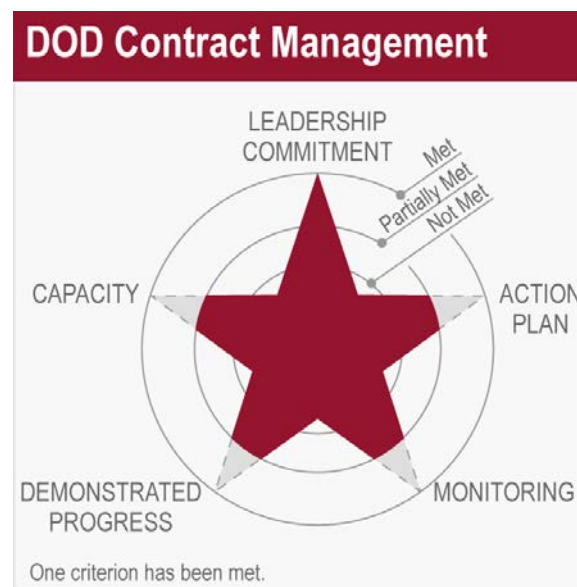 DOD Contract Management
LEADERSHIP
COMMITMENT
Met
Partially Met
Not Met
CAPACITY
ACTION
PLAN
DEMONSTRATED
PROGRESS
MONITORING
One criterion has been met.